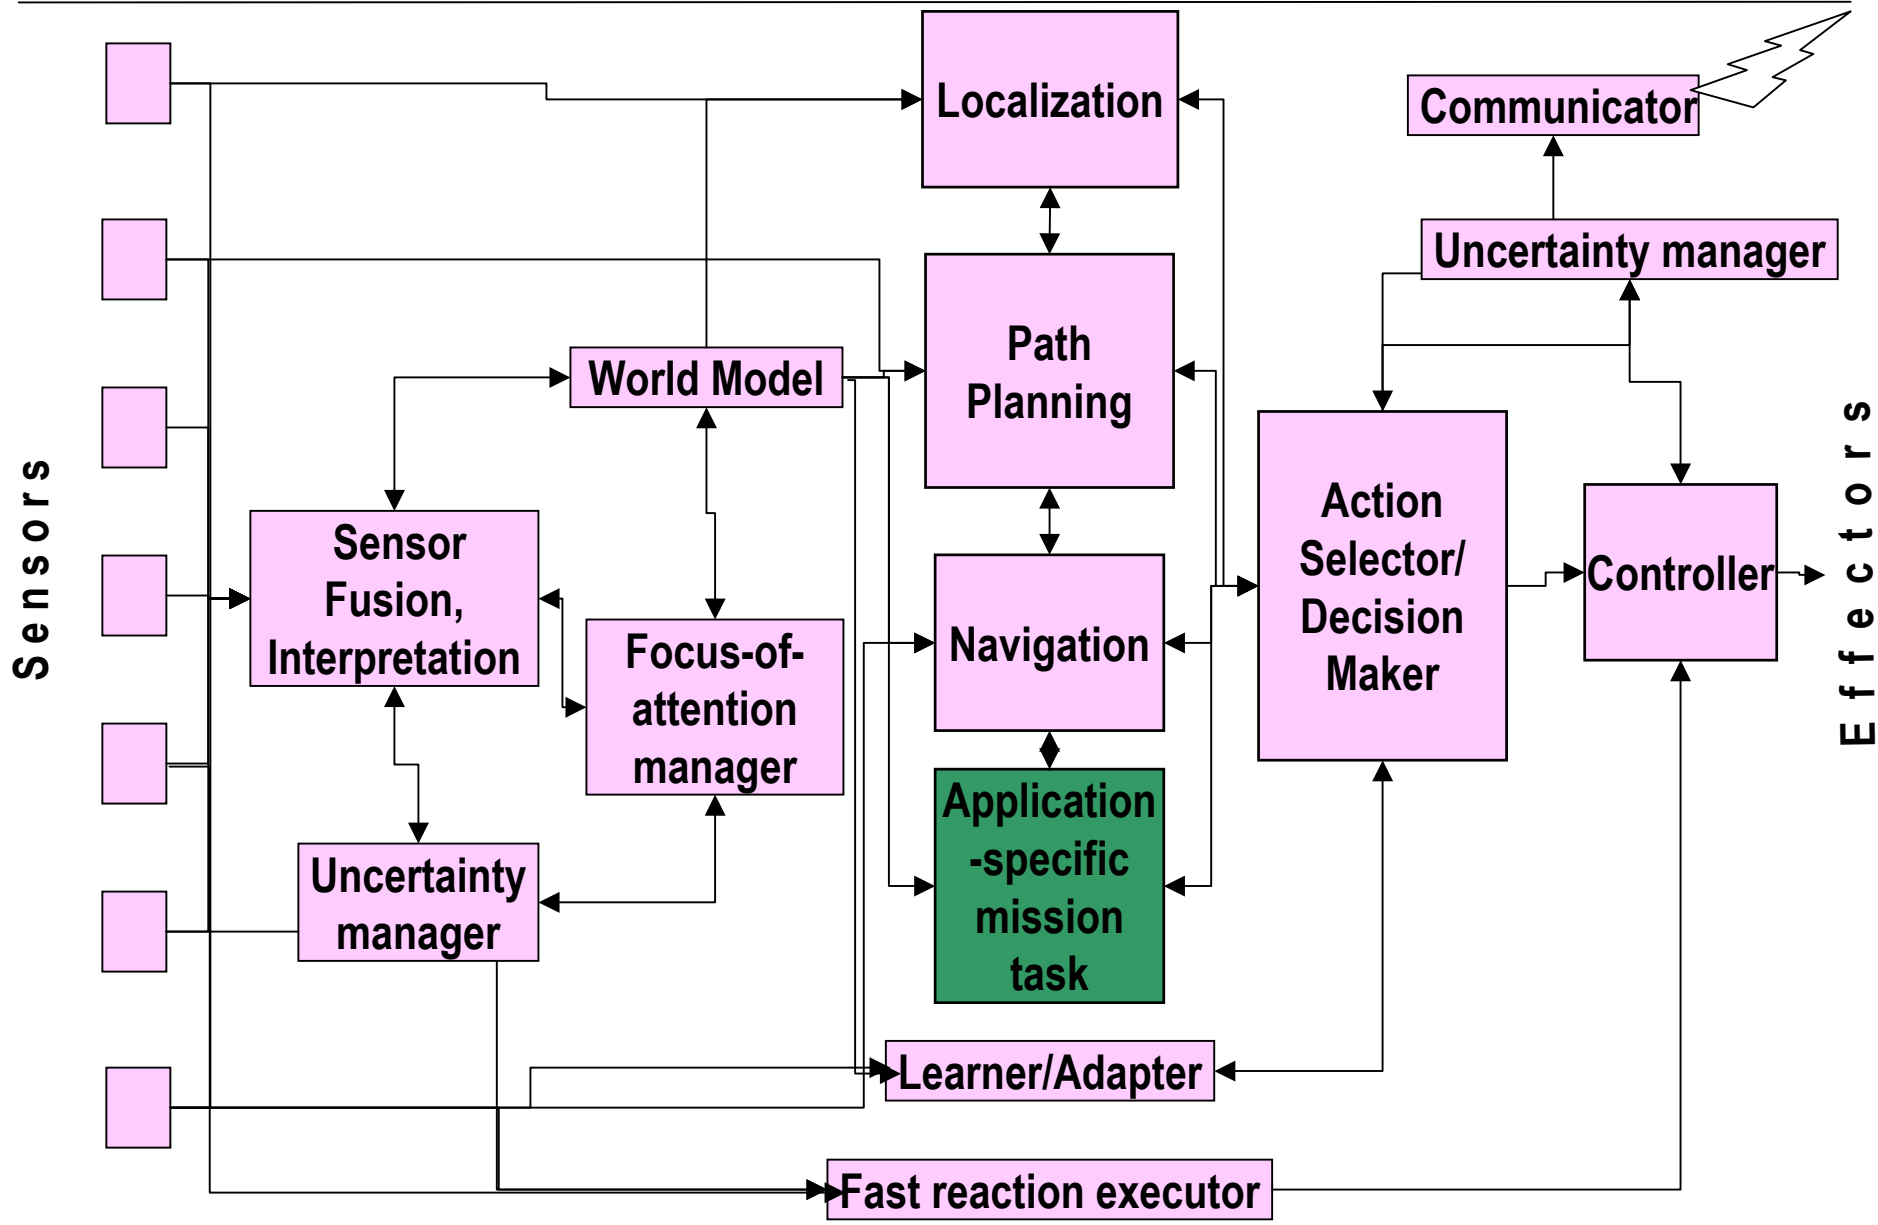 Localization
Communicator
Uncertainty manager
Path
Planning
World Model
Sensors
Effectors
Sensor
Fusion,
Interpretation
Focus-of-
attention
manager
Navigation
Action
Selector/
Decision
Maker
Controller
Uncertainty
manager
Application
-specific
mission
task
Learner/Adapter
Fast reaction executor